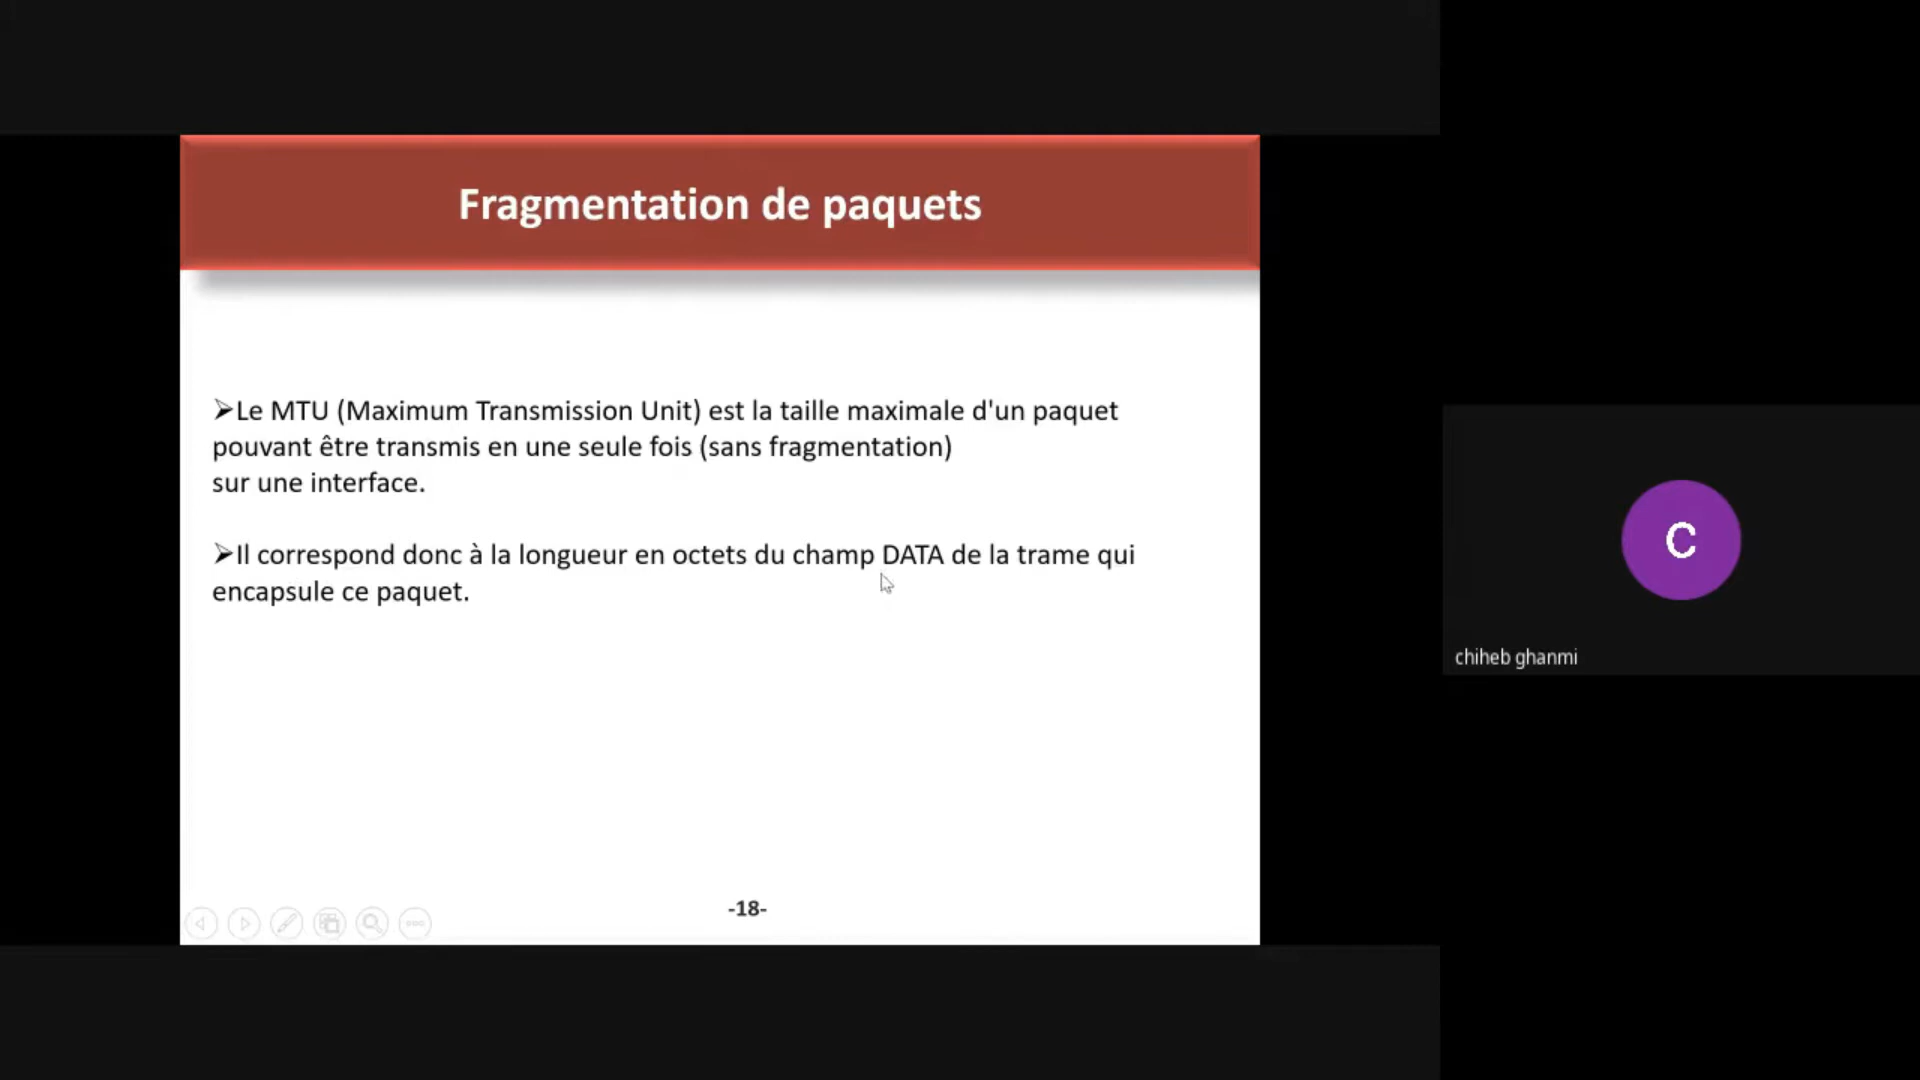 Fragmentation de paquets
➢Le MTU (Maximum Transmission Unit) est la taille maximale d'un paquet
pouvant être transmis en une seule fois (sans fragmentation)
sur une interface.
➢Il correspond donc à la longueur en octets du champ DATA de la trame qui
encapsule ce paquet.
-18-
C
chiheb ghanmi